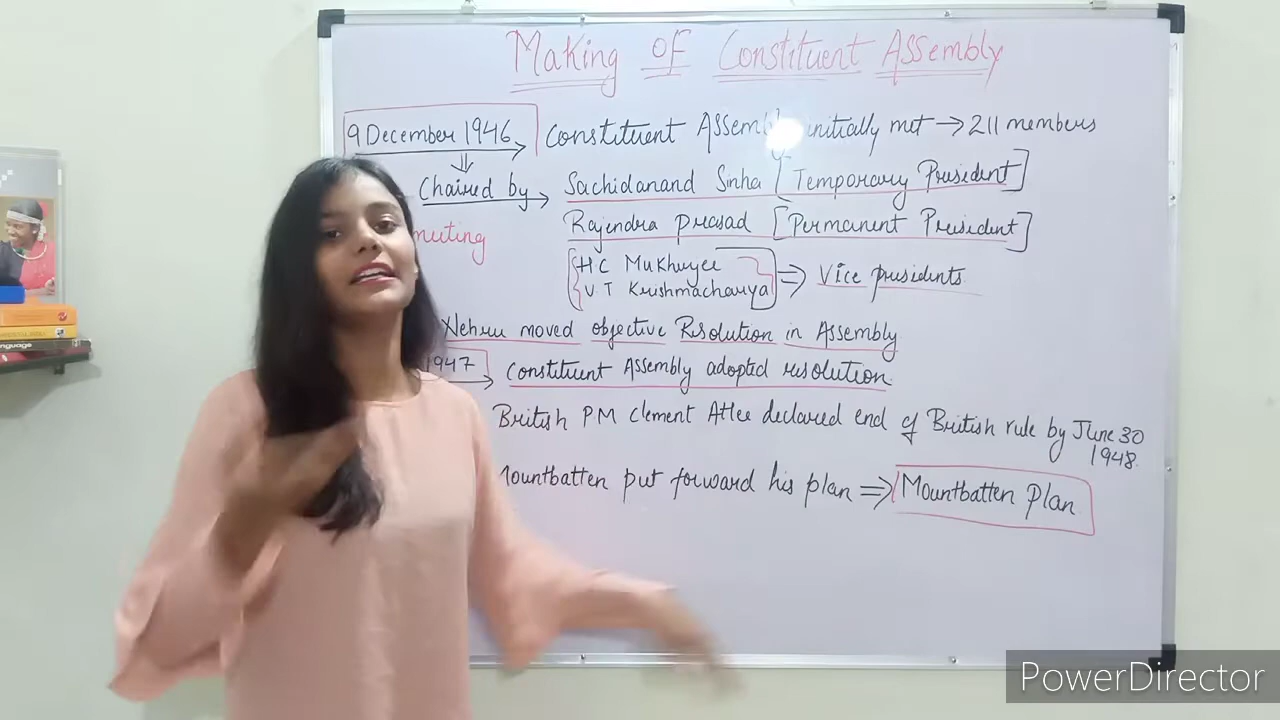 Making of Constituent Assembly
9 December 1946 Constituent Assembly initially met → 211 members
Chaired by → Sachidanand Sinha [Temporary President]
Rajendra Prasad [Permanent President]
meeting
H C Mukherjee
V T Krishmacharya ⇒ Vice presidents
Nehru moved objective Resolution in Assembly
1947 → Constituent Assembly adopted resolution
British PM Clement Atlee declared end of British rule by June 30
1948
Mountbatten put forward his plan ⇒ Mountbatten Plan
nguage
PowerDirector